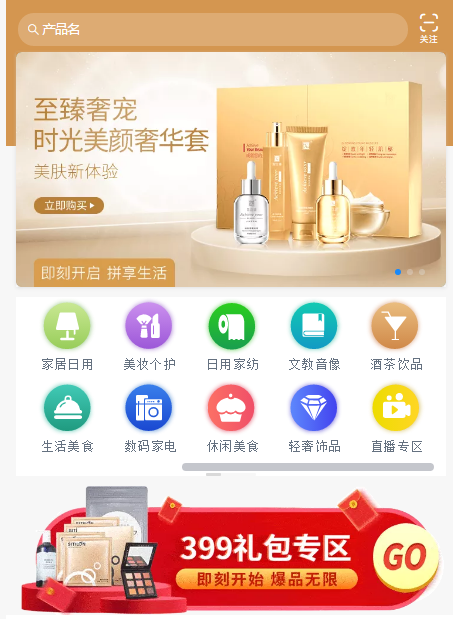 产品名
关注
至臻奢宠
时光美颜奢华套
美肤新体验
立即购买
即刻开启 拼享生活
家居日用
美妆个护
日用家纺
文教音像
酒茶饮品
生活美食
数码家电
休闲美食
轻奢饰品
直播专区
399礼包专区
GO
即刻开始 爆品无限